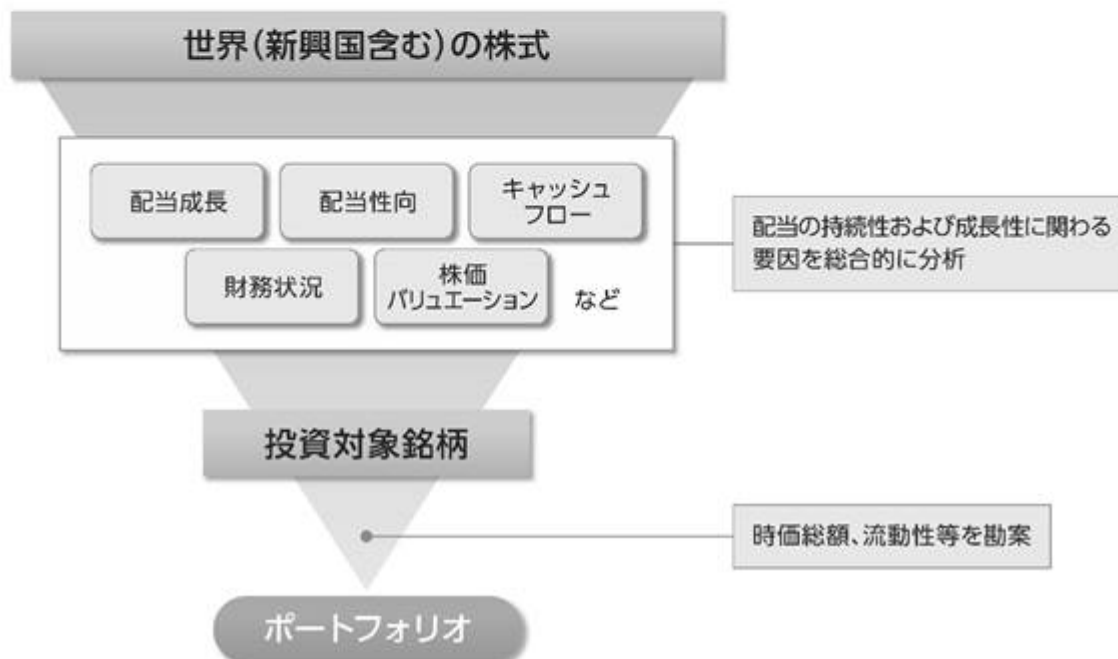 世界(新興国含む)の株式
配当成長
配当性向
キャッシュ
フロー
財務状況
株価
バリュエーション
など
配当の持続性および成長性に関わる
要因を総合的に分析
投資対象銘柄
時価総額、流動性等を勘案
ポートフォリオ